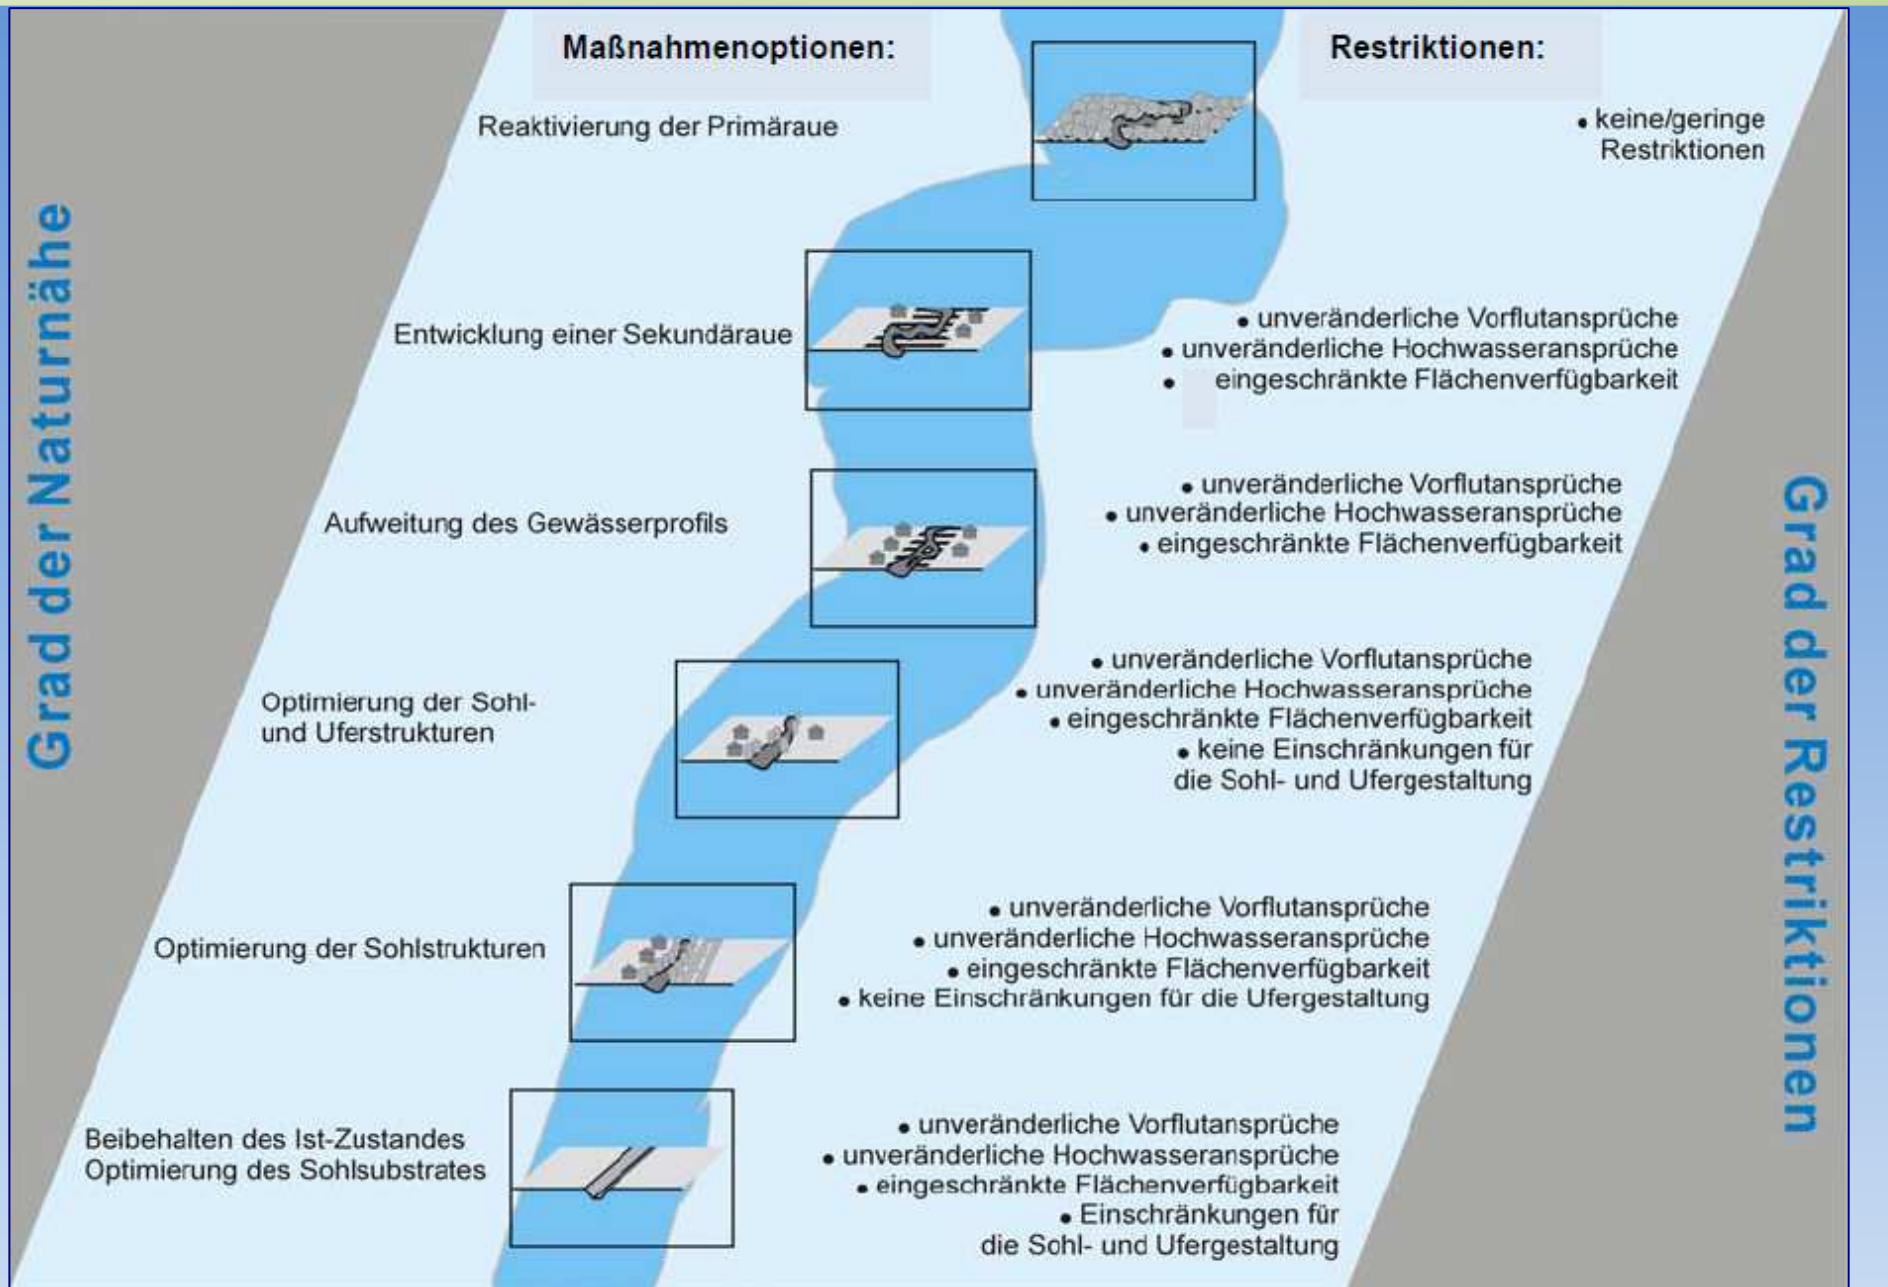 Maßnahmenoptionen:
Restriktionen:
Grad der Naturnähe
Reaktivierung der Primäraue
• keine/geringe
Restriktionen
Entwicklung einer Sekundäraue
• unveränderliche Vorflutansprüche
• unveränderliche Hochwasseransprüche
• eingeschränkte Flächenverfügbarkeit
Aufweitung des Gewässerprofils
• unveränderliche Vorflutansprüche
• unveränderliche Hochwasseransprüche
• eingeschränkte Flächenverfügbarkeit
Optimierung der Sohl-
und Uferstrukturen
• unveränderliche Vorflutansprüche
• unveränderliche Hochwasseransprüche
• eingeschränkte Flächenverfügbarkeit
• keine Einschränkungen für
die Sohl- und Ufergestaltung
Optimierung der Sohlstrukturen
• unveränderliche Vorflutansprüche
• unveränderliche Hochwasseransprüche
• eingeschränkte Flächenverfügbarkeit
• keine Einschränkungen für die Ufergestaltung
Beibehalten des Ist-Zustandes
Optimierung des Sohlsubstrates
• unveränderliche Vorflutansprüche
• unveränderliche Hochwasseransprüche
• eingeschränkte Flächenverfügbarkeit
• Einschränkungen für
die Sohl- und Ufergestaltung
Grad der Restriktionen